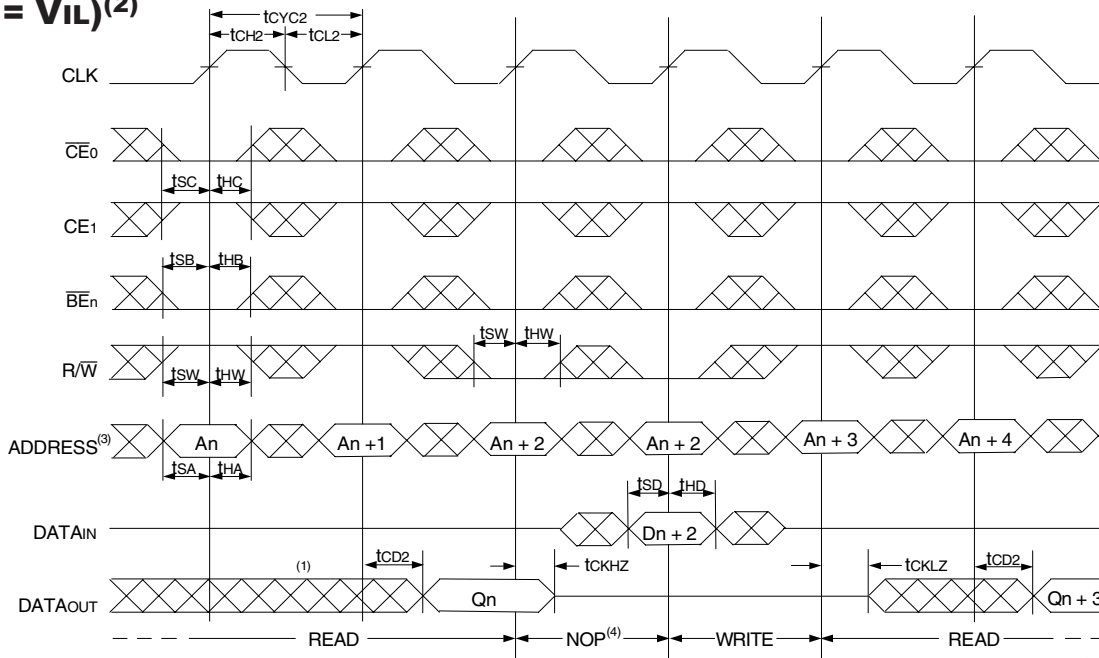 = VIL)(2)
tCYC2
tCH2 tCL2
CLK
CE0
tSC tHC
CE1
tSB tHB
BEn
tSW tHW
R/W
tSW tHW
ADDRESS(3) An An +1 An + 2 An + 2 An + 3 An + 4
tSA tHA
tSD tHD
DATAIN Dn + 2
tCD2 (1) tCKHZ tCKLZ tCD2
DATAOUT Qn Qn + 3
READ NOP(4) WRITE READ